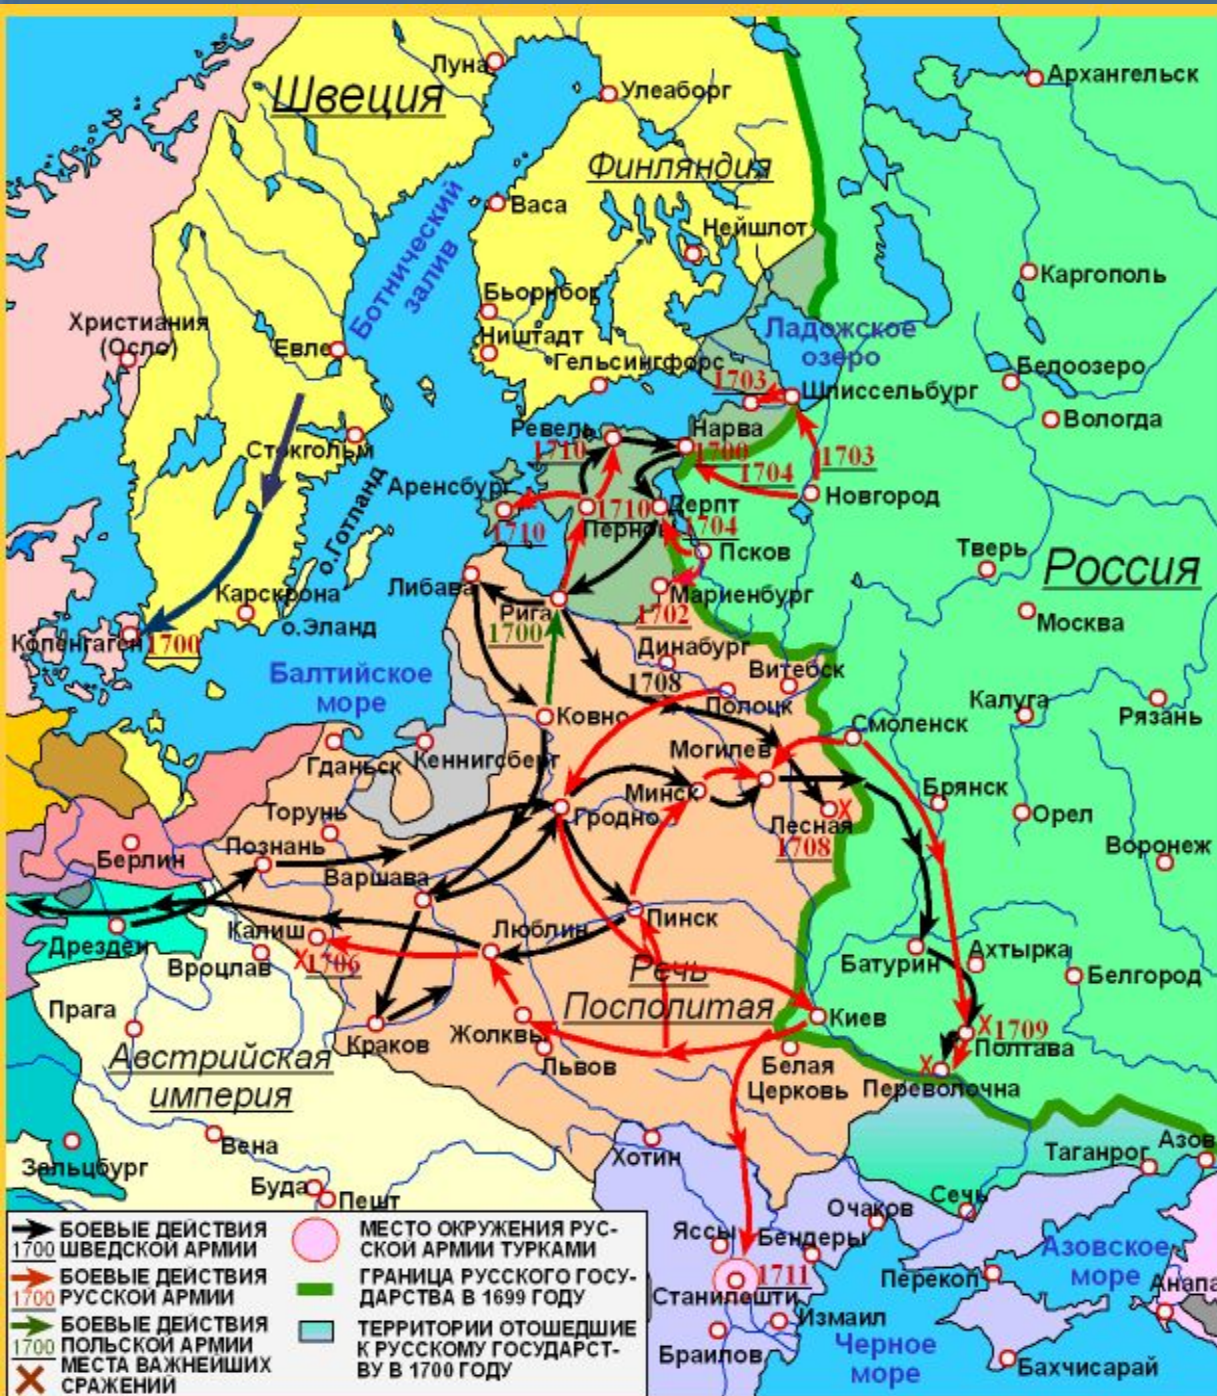 Луна
Швеция
Улеаборг
Архангельск
Финляндия
Васа
Ботнический
залив
Нейшлот
Каргополь
Бьорнборг
Христиания
(Осло)
Евле
Ништадт
Ладожское
озеро
Гельсингфорс
1703
Шлиссельбург
Белоозеро
Вологда
Стокгольм
Ревель
1710
Нарва
1700
1704
1703
Новгород
Аренсбург
1710
о.Готланд
1710
Пернов
Дерпт
1704
Псков
Тверь
Россия
Либава
Карскрона
о.Эланд
Рига
1700
Мариенбург
1702
Москва
Копенгаген
1700
Балтийское
море
Динабург
1708
Витебск
Полоцк
Калуга
Рязань
Ковно
Смоленск
Гданьск
Кеннигсберг
Могилев
Минск
Брянск
Торунь
Гродно
Лесная
X
1708
Орел
Воронеж
Берлин
Познань
Варшава
Дрезден
Калиш
X
1706
Вроцлав
Люблин
Пинск
Батурин
Ахтырка
Белгород
Речь
Посполитая
Прага
Краков
Жолквы
Львов
Киев
Белая
Церковь
X
1709
Полтава
X
Переволочна
Австрийская
империя
Вена
Зальцбург
Буда
Пешт
Хотин
Таганрог
Азов
Сечь
Очаков
Яссы
Бендеры
Азовское
море
Перекоп
Анапа
1711
Станилешти
Измаил
Браилов
Черное
море
Бахчисарай
БОЕВЫЕ ДЕЙСТВИЯ
1700 ШВЕДСКОЙ АРМИИ
БОЕВЫЕ ДЕЙСТВИЯ
1700 РУССКОЙ АРМИИ
БОЕВЫЕ ДЕЙСТВИЯ
1700 ПОЛЬСКОЙ АРМИИ
МЕСТА ВАЖНЕЙШИХ
СРАЖЕНИЙ
МЕСТО ОКРУЖЕНИЯ РУС-
СКОЙ АРМИИ ТУРКАМИ
ГРАНИЦА РУССКОГО ГОСУ-
ДАРСТВА В 1699 ГОДУ
ТЕРРИТОРИИ ОТОШЕДШИЕ
К РУССКОМУ ГОСУДАРСТ-
ВУ В 1700 ГОДУ